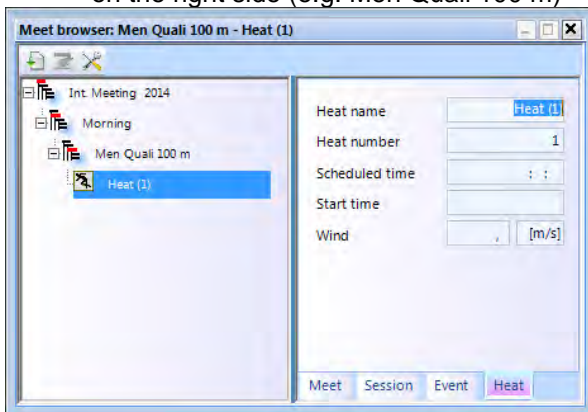 on the right side (e.g. Men Quali 100 m)
Meet browser: Men Quali 100 m - Heat (1)
Int. Meeting 2014
Morning
Men Quali 100 m
Heat (1)
Heat name Heat (1)
Heat number 1
Scheduled time : :
Start time
Wind , [m/s]
Meet Session Event Heat